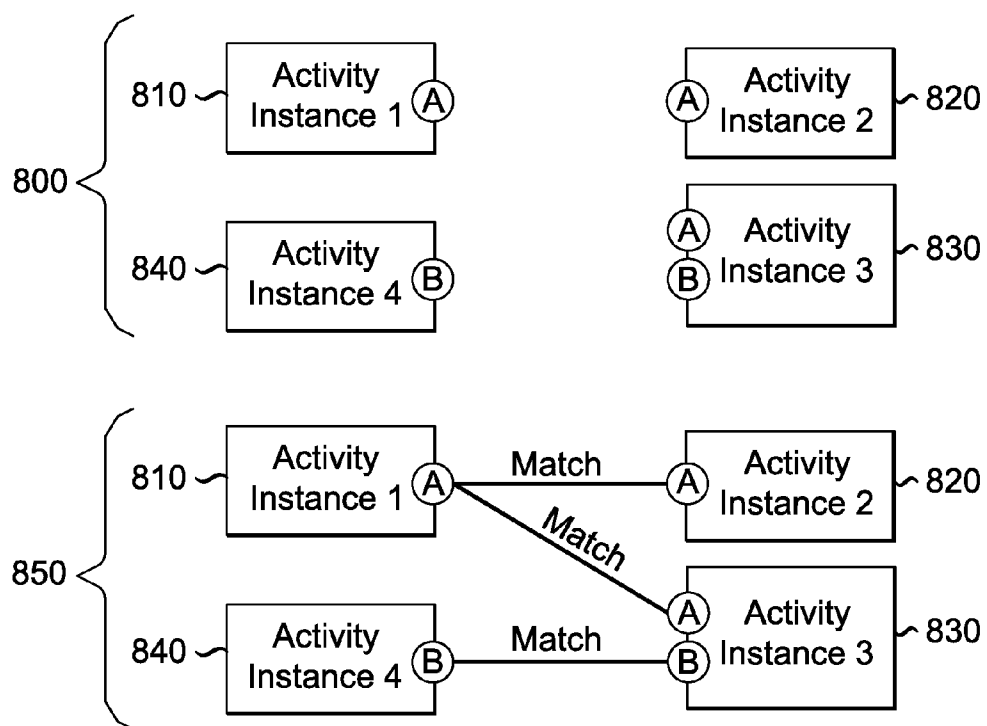 810
Activity
Instance 1
A
A
Activity
Instance 2
820
800
840
Activity
Instance 4
B
A
B
Activity
Instance 3
830
810
Activity
Instance 1
A
Match
A
Activity
Instance 2
820
Match
850
840
Activity
Instance 4
B
Match
A
B
Activity
Instance 3
830